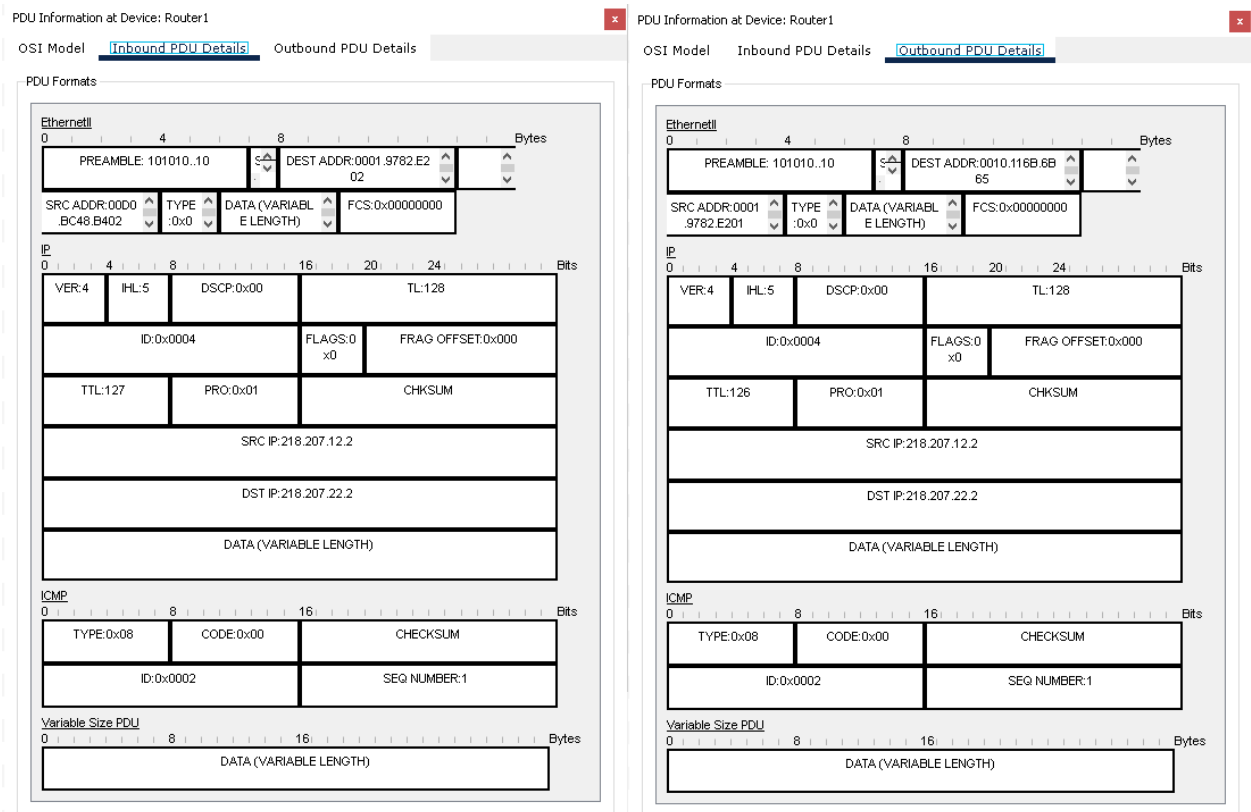 PDU Information at Device: Router1
x
OSI Model Inbound PDU Details Outbound PDU Details
PDU Formats
EthernetII
0 4 8 Bytes
PREAMBLE: 101010..10
DEST ADDR:0001.9782.E2
02
SRC ADDR:00D0
.BC48.B402
TYPE
:0x0
DATA (VARIABL
E LENGTH)
FCS:0x00000000
IP
0 4 8 16 20 24 Bits
VER:4 IHL:5 DSCP:0x00 TL:128
ID:0x0004 FLAGS:0
x0
FRAG OFFSET:0x000
TTL:127 PRO:0x01 CHKSUM
SRC IP:218.207.12.2
DST IP:218.207.22.2
DATA (VARIABLE LENGTH)
ICMP
0 8 16 Bits
TYPE:0x08 CODE:0x00 CHECKSUM
ID:0x0002 SEQ NUMBER:1
Variable Size PDU
0 8 16 Bytes
DATA (VARIABLE LENGTH)
PDU Information at Device: Router1
x
OSI Model Inbound PDU Details Outbound PDU Details
PDU Formats
EthernetII
0 4 8 Bytes
PREAMBLE: 101010..10
DEST ADDR:0010.116B.6B
65
SRC ADDR:0001
.9782.E201
TYPE
:0x0
DATA (VARIABL
E LENGTH)
FCS:0x00000000
IP
0 4 8 16 20 24 Bits
VER:4 IHL:5 DSCP:0x00 TL:128
ID:0x0004 FLAGS:0
x0
FRAG OFFSET:0x000
TTL:126 PRO:0x01 CHKSUM
SRC IP:218.207.12.2
DST IP:218.207.22.2
DATA (VARIABLE LENGTH)
ICMP
0 8 16 Bits
TYPE:0x08 CODE:0x00 CHECKSUM
ID:0x0002 SEQ NUMBER:1
Variable Size PDU
0 8 16 Bytes
DATA (VARIABLE LENGTH)